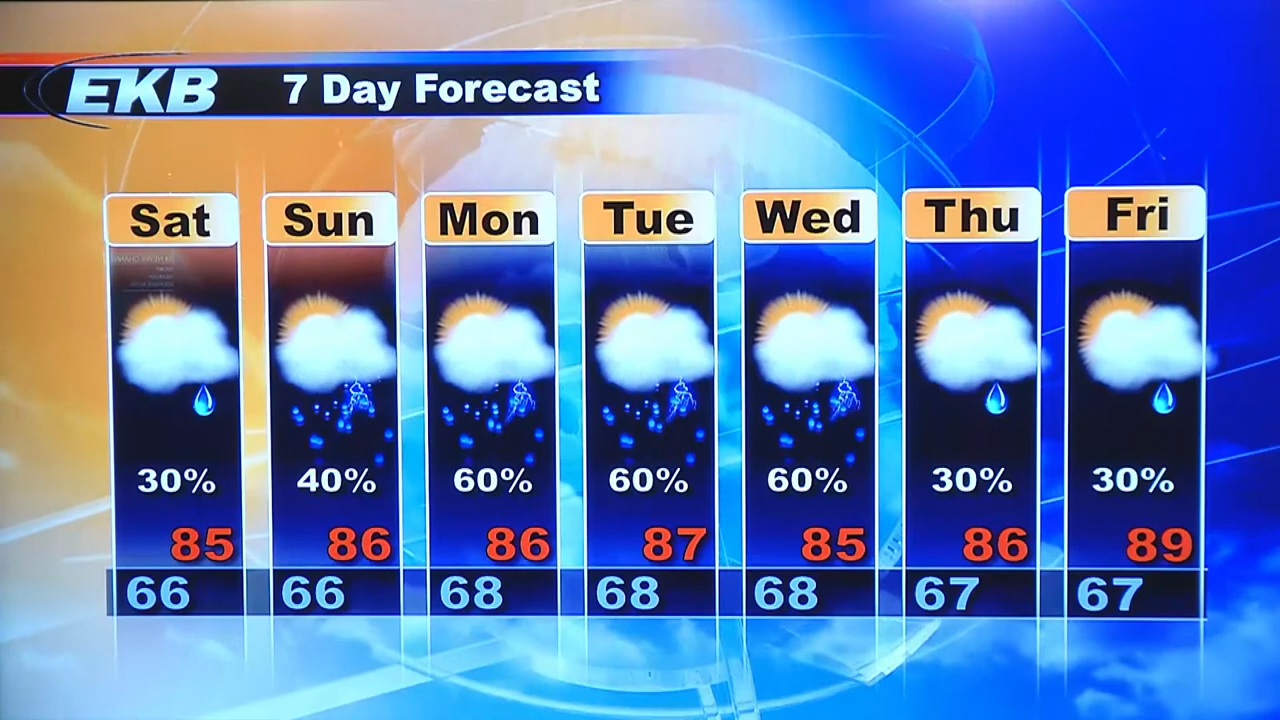 EKB 7 Day Forecast
Sat Sun Mon Tue Wed Thu Fri
30% 40% 60% 60% 60% 30% 30%
85 86 86 87 85 86 89
66 66 68 68 68 67 67